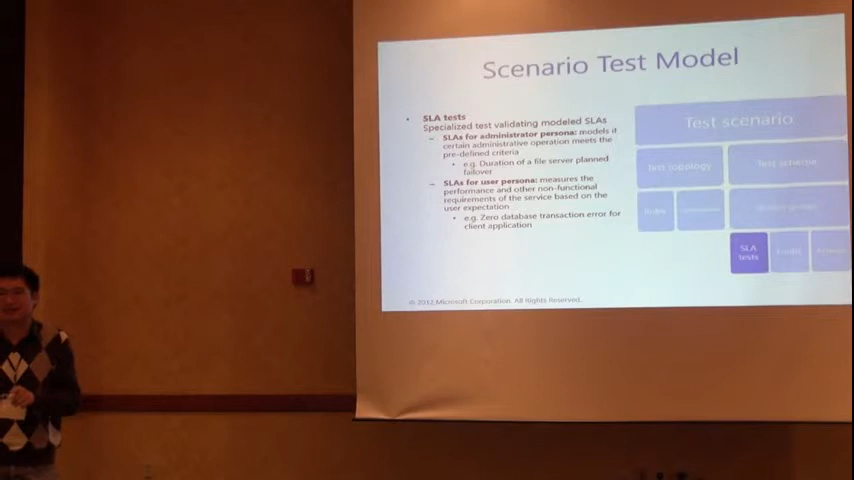 Scenario Test Model
• SLA tests
Specialized test validating modeled SLAs
– SLAs for administrator persona: models if
certain administrative operation meets the
pre-defined criteria
• e.g. Duration of a file server planned
failover
– SLAs for user persona: measures the
performance and other non-functional
requirements of the service based on the
user expectation
• e.g. Zero database transaction error for
client application
Test scenario
Test topology
Test schema
SLA
tests
© 2012 Microsoft Corporation. All Rights Reserved.